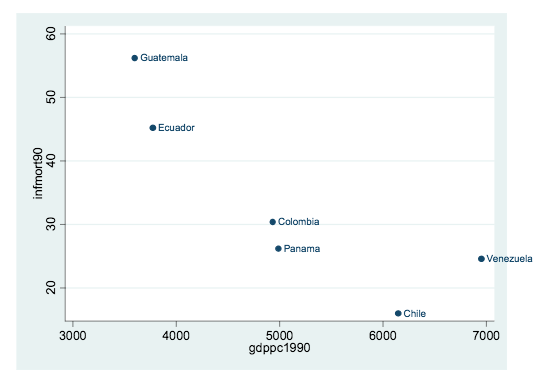 60
Guatemala
50
Ecuador
infmort90
40
30
Colombia
Panama
Venezuela
20
Chile
3000 4000 5000 6000 7000
gdppc1990